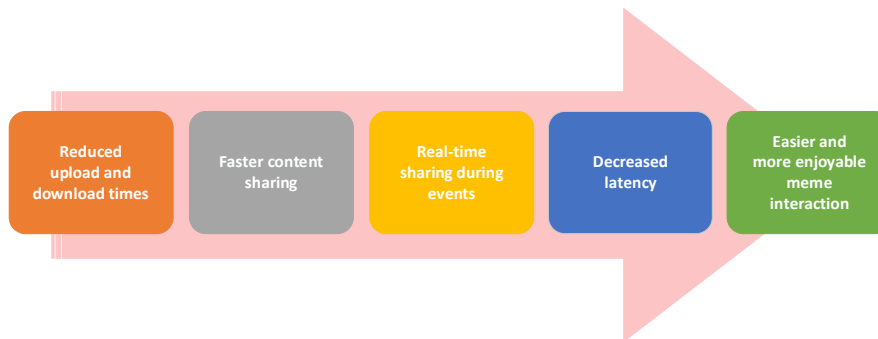 Reduced
upload and
download times
Faster content
sharing
Real-time
sharing during
events
Decreased
latency
Easier and
more enjoyable
meme
interaction